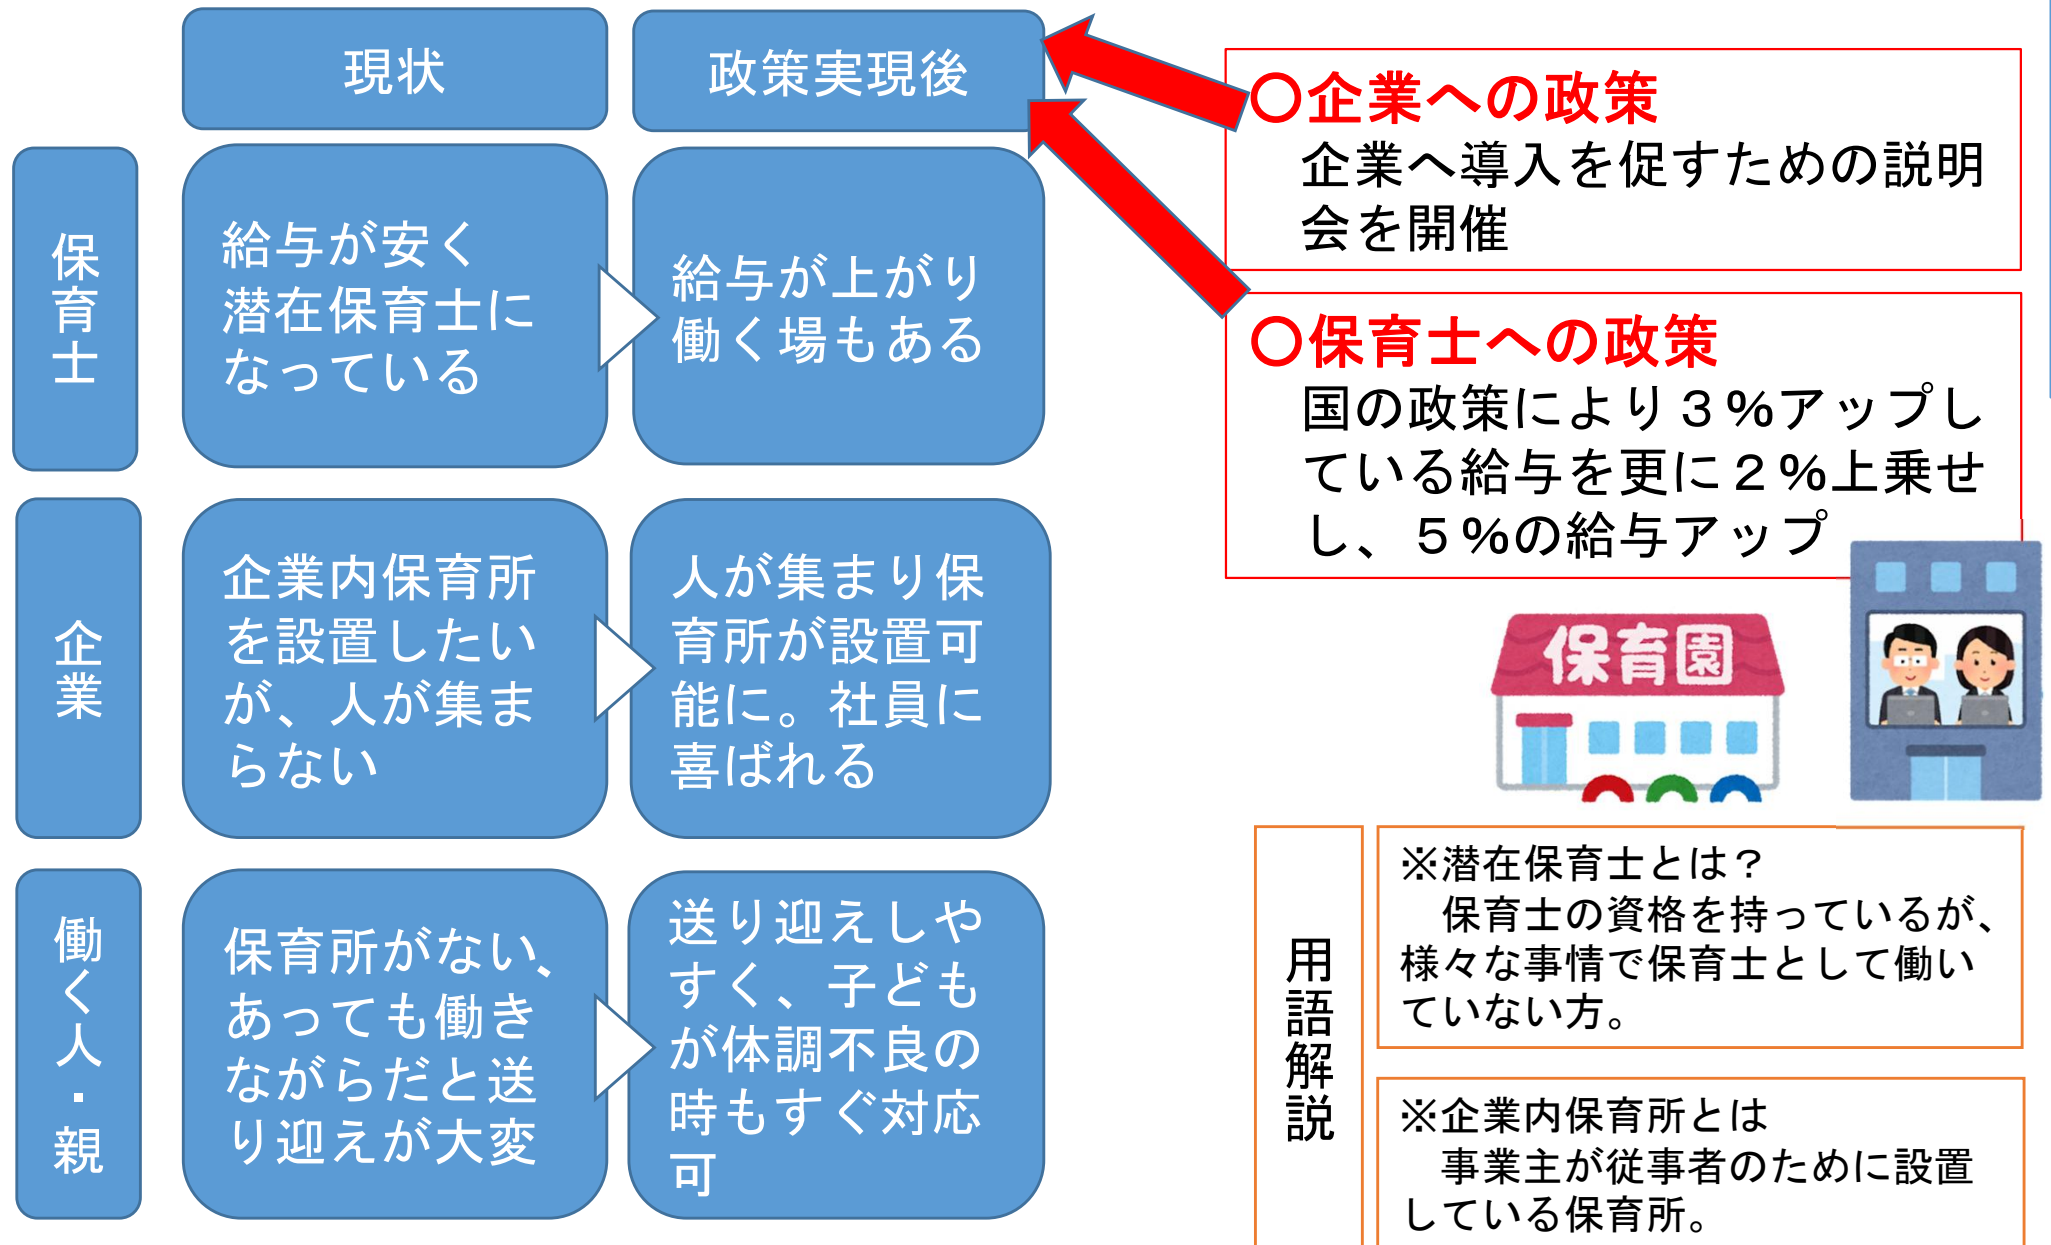 現状
政策実現後
保育士
給与が安く
潜在保育士に
なっている
給与が上がり
働く場もある
企業
企業内保育所
を設置したい
が、人が集ま
らない
人が集まり保
育所が設置可
能に。社員に
喜ばれる
働く人・親
保育所がない、
あっても働き
ながらだと送
り迎えが大変
送り迎えしや
すく、子ども
が体調不良の
時もすぐ対応
可
〇企業への政策
企業へ導入を促すための説明
会を開催
〇保育士への政策
国の政策により３％アップし
ている給与を更に２％上乗せ
し、５％の給与アップ
保育園
用語解説
※潜在保育士とは？
保育士の資格を持っているが、
様々な事情で保育士として働い
ていない方。
※企業内保育所とは
事業主が従事者のために設置
している保育所。